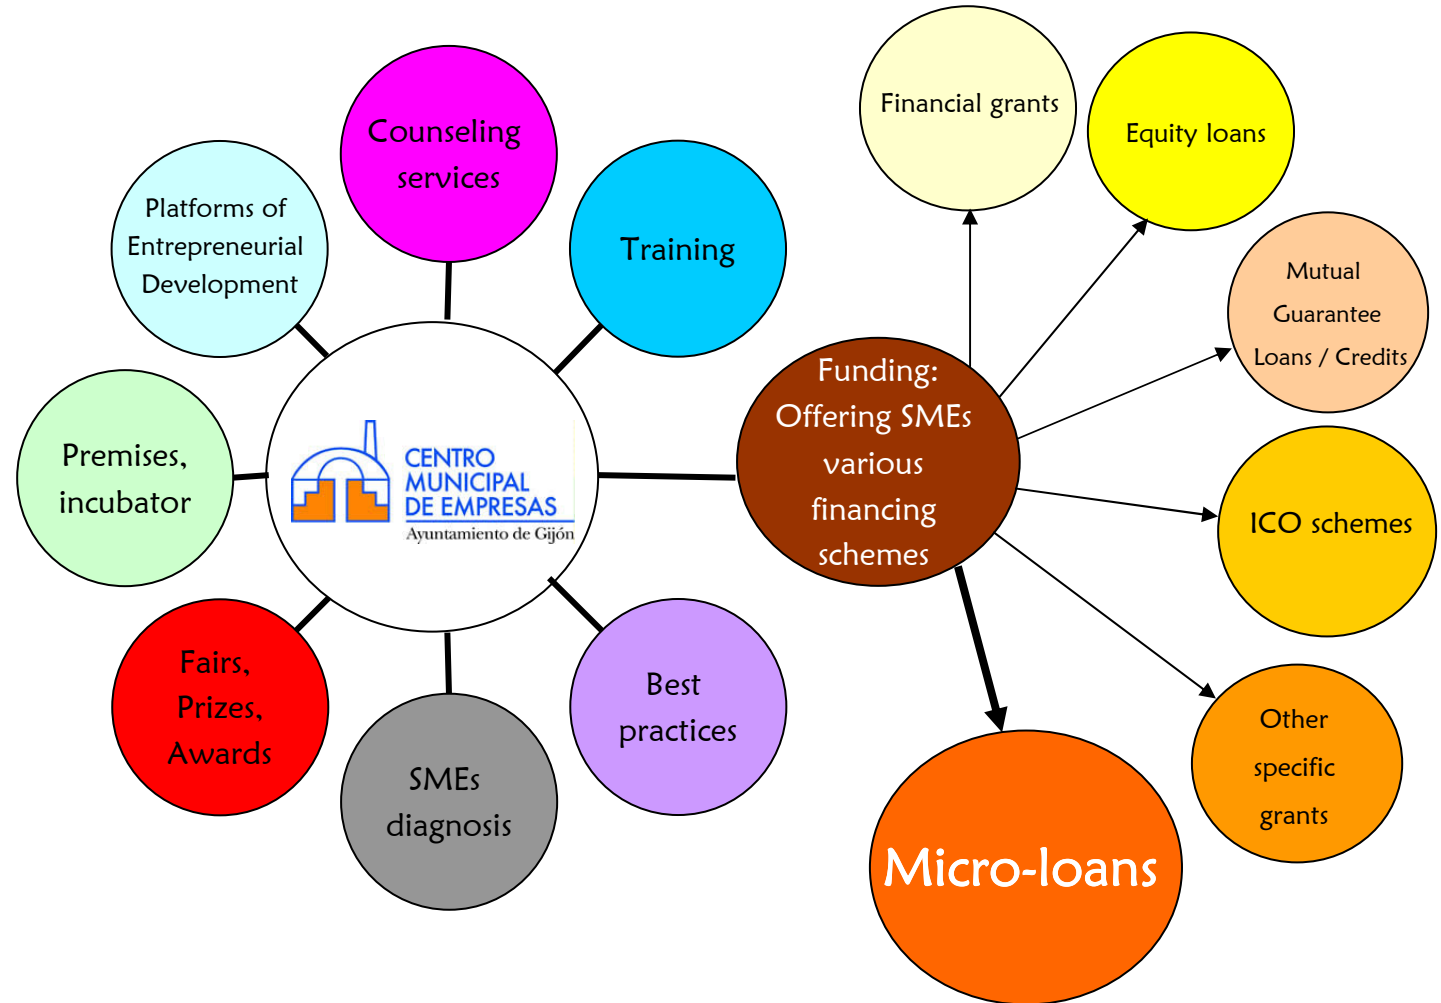 Financial grants
Equity loans
Counseling
services
Platforms of
Entrepreneurial
Development
Training
Mutual
Guarantee
Loans / Credits
Funding:
Offering SMEs
various
financing
schemes
Premises,
incubator
CENTRO
MUNICIPAL
DE EMPRESAS
Ayuntamiento de Gijón
ICO schemes
Fairs,
Prizes,
Awards
Best
practices
SMEs
diagnosis
Other
specific
grants
Micro-loans